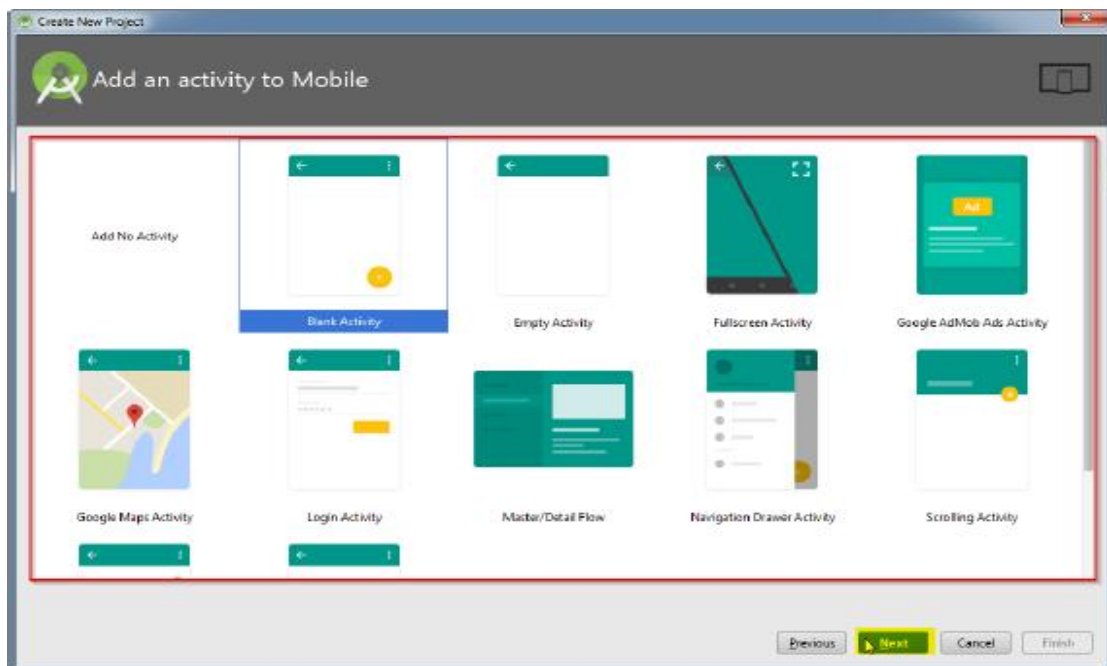 Create New Project
Add an activity to Mobile
Add No Activity
Blank Activity
Empty Activity
Fullscreen Activity
Ad
Google AdMob Ads Activity
Google Maps Activity
Login Activity
Master/Detail Flow
Navigation Drawer Activity
Scrolling Activity
Previous
Next
Cancel
Finish